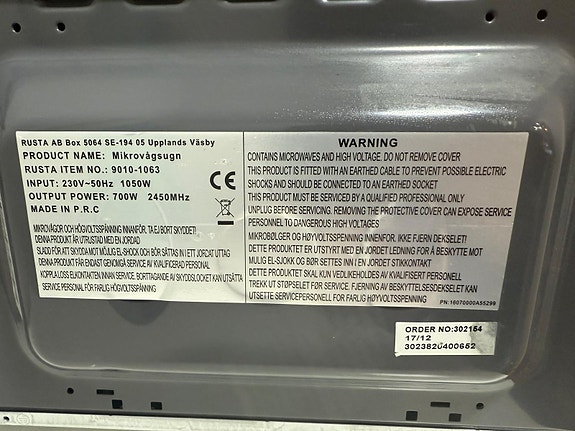 RUSTA AB Box 5064 SE-194 05 Upplands Väsby
PRODUCT NAME: Mikrovågsugn
RUSTA ITEM NO.: 9010-1063
INPUT: 230V~50Hz 1050W
OUTPUT POWER: 700W 2450MHz
MADE IN P.R.C
CE
MIKROVÅGOR OCH HÖGVOLTSSPÄNNING INNANFÖR. TA EJ BORT SKYDDET!
DENNA PRODUKT ÄR UTRUSTAD MED EN JORDAD
SLADD FÖR ATT SKYDDA MOT MÖJLIG EL-SHOCK OCH BÖR SÄTTAS IN I ETT JORDAT UTTAG
DENNA PRODUKT FÅR ENDAST GENOMGÅ SERVICE AV KVALIFICERAD PERSONAL
KOPPLA LOSS ELKONTAKTEN INNAN SERVICE. BORTTAGANDE AV SKYDDSLOCKET KAN UTSÄTTA
SERVICE PERSONAL FÖR FARLIG HÖGVOLTSSPÄNNING
WARNING
CONTAINS MICROWAVES AND HIGH VOLTAGE. DO NOT REMOVE COVER
THIS PRODUCT IS FITTED WITH AN EARTHED CABLE TO PREVENT POSSIBLE ELECTRIC
SHOCKS AND SHOULD BE CONNECTED TO AN EARTHED SOCKET
THIS PRODUCT MUST BE SERVICED BY A QUALIFIED PROFESSIONAL ONLY
UNPLUG BEFORE SERVICING. REMOVING THE PROTECTIVE COVER CAN EXPOSE SERVICE
PERSONNEL TO DANGEROUS HIGH VOLTAGES
MIKROBØLGER OG HØYVOLTSSPENNING INNENFOR. IKKE FJERN DEKSELET!
DETTE PRODUKTET ER UTSTYRT MED EN JORDET LEDNING FOR Å BESKYTTE MOT
MULIG EL-SJOKK OG BØR SETTES INN I EN JORDET STIKKONTAKT
DETTE PRODUKTET SKAL KUN VEDLIKEHOLDES AV KVALIFISERT PERSONELL
TREKK UT STØPSELET FØR SERVICE, FJERNING AV BESKYTTELSESDEKSELET KAN
UTSETTE SERVICEPERSONELL FOR FARLIG HØYVOLTSSPENNING
PN:16070000A55299
ORDER NO:302154
17/12
3023820400652